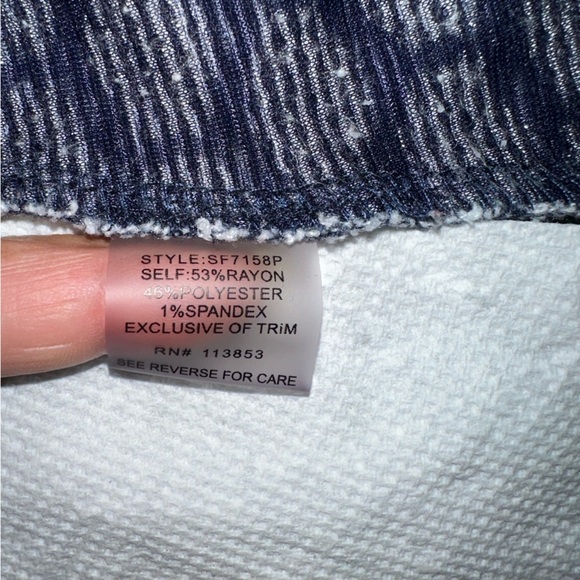 STYLE:SF7158P
SELF:53%RAYON
46%POLYESTER
1%SPANDEX
EXCLUSIVE OF TRiM
RN# 113853
SEE REVERSE FOR CARE